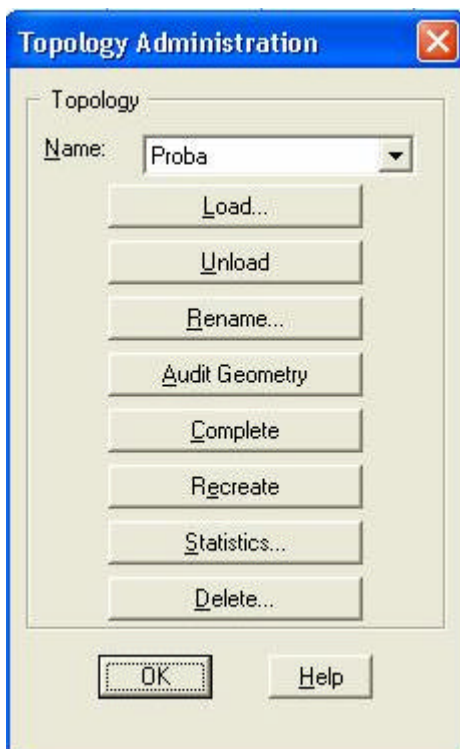 Topology Administration
Topology
Name: Proba
Load...
Unload
Rename...
Audit Geometry
Complete
Recreate
Statistics...
Delete...
OK Help